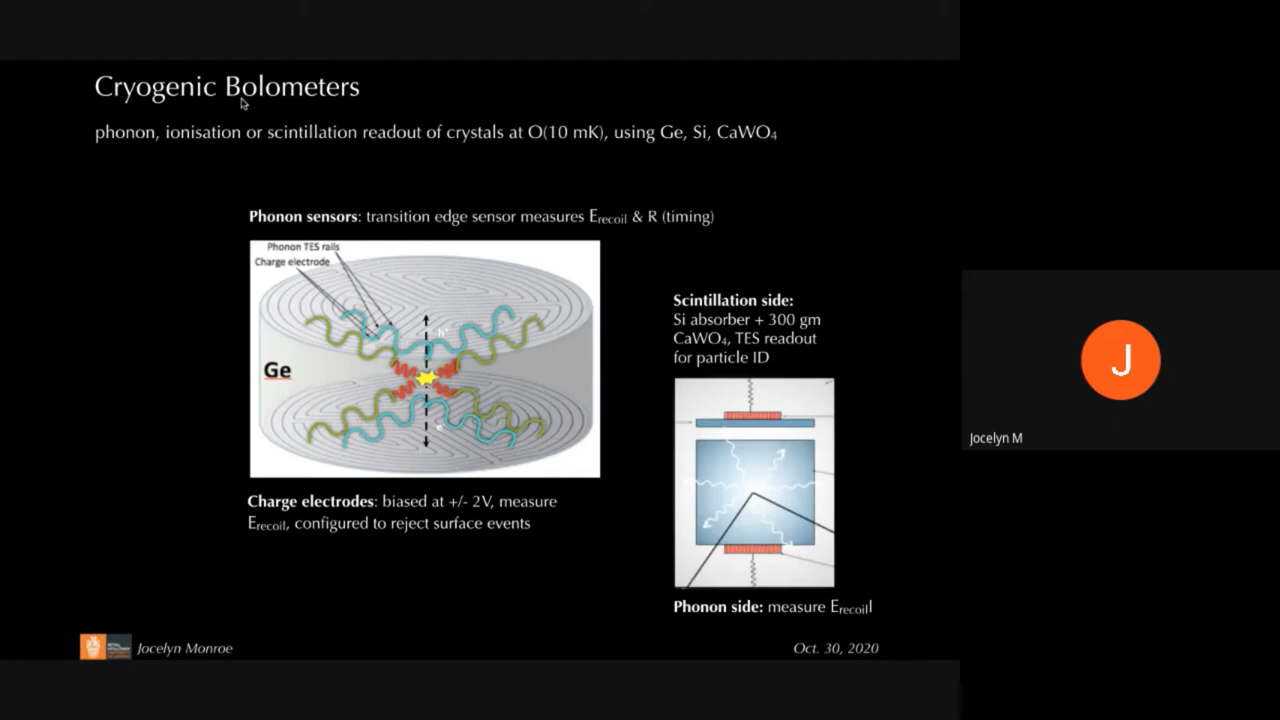 Cryogenic Bolometers
phonon, ionisation or scintillation readout of crystals at O(10 mK), using Ge, Si, CaWO4
Phonon sensors: transition edge sensor measures Erecoil & R (timing)
Phonon TES rails
Charge electrode
h+
Ge
e
Charge electrodes: biased at +/- 2V, measure
Erecoil, configured to reject surface events
Scintillation side:
Si absorber + 300 gm
CaWO4, TES readout
for particle ID
Phonon side: measure Erecoill
Jocelyn Monroe
Oct. 30, 2020
J
Jocelyn M